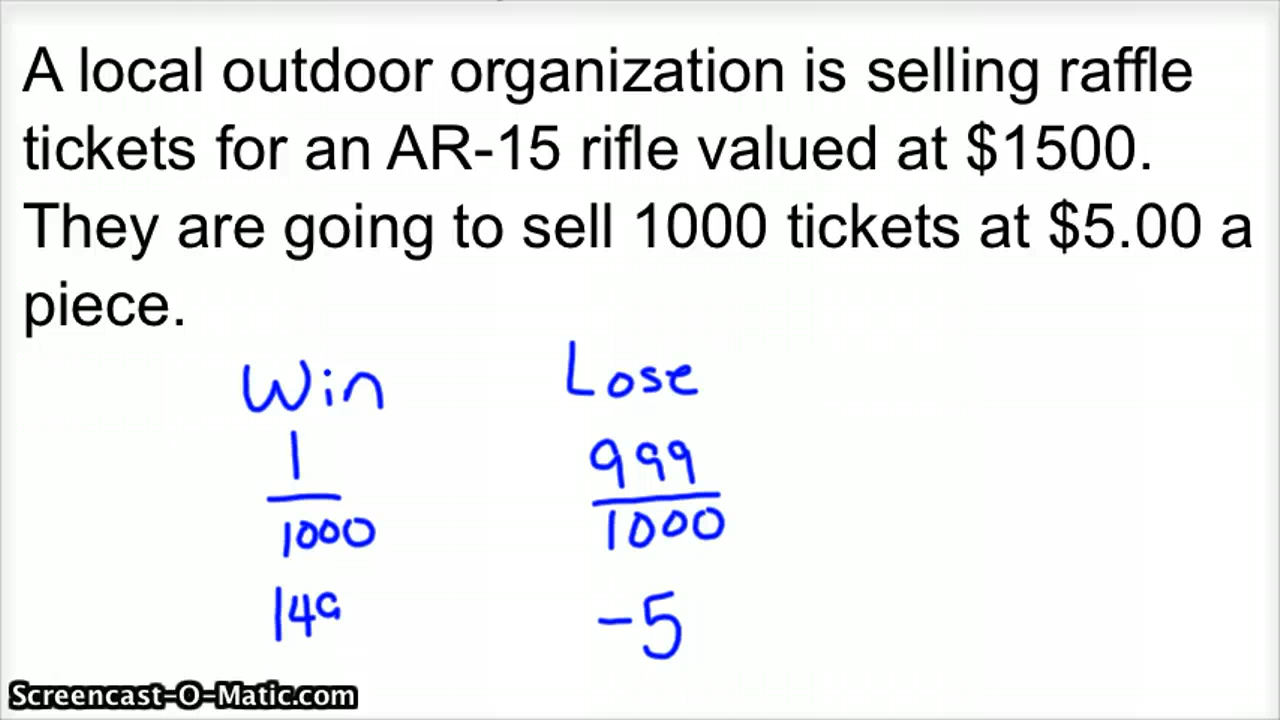 A local outdoor organization is selling raffle
tickets for an AR-15 rifle valued at $1500.
They are going to sell 1000 tickets at $5.00 a
piece.
Win Lose
1 999
1000 1000
149 -5
Screencast-O-Matic.com